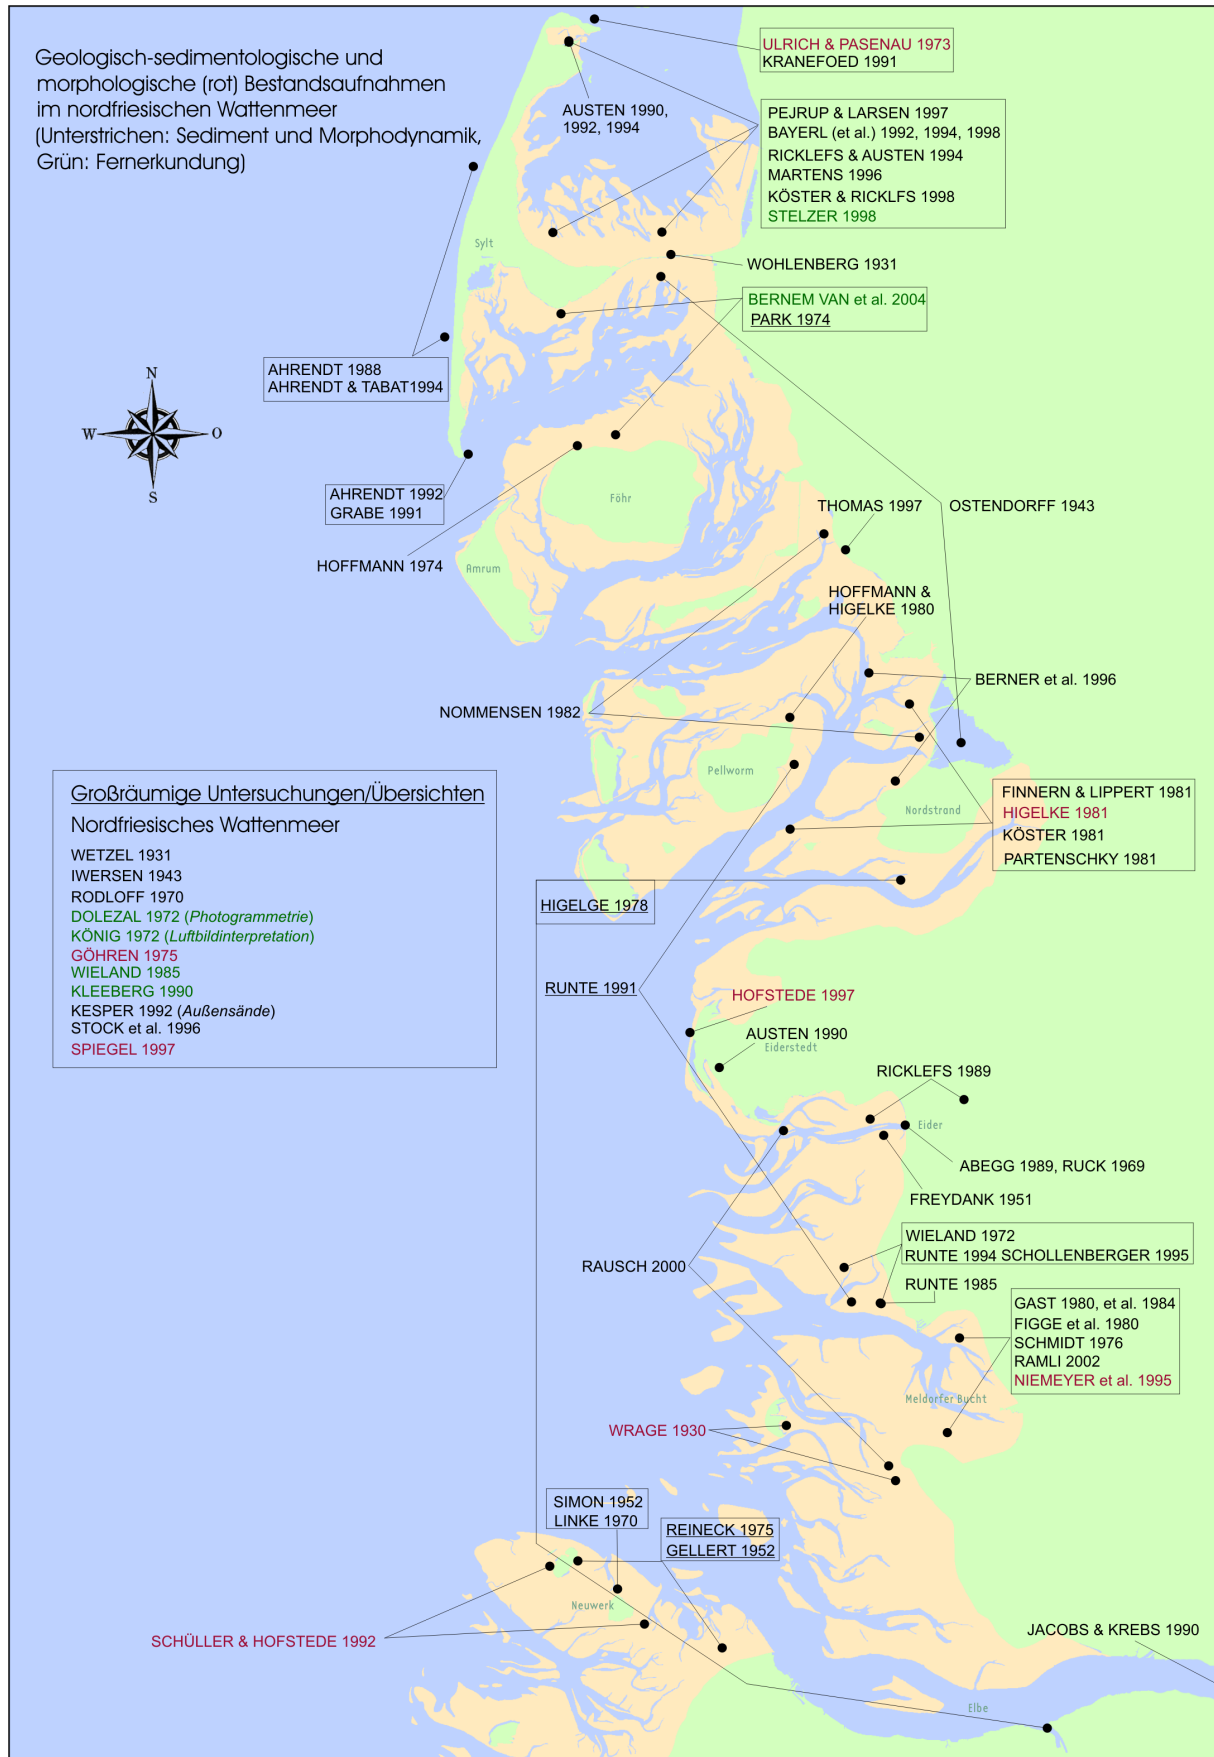 Geologisch-sedimentologische und
morphologische (rot) Bestandsaufnahmen
im nordfriesischen Wattenmeer
(Unterstrichen: Sediment und Morphodynamik,
Grün: Fernerkundung)
ULRICH & PASENAU 1973
KRANEFOED 1991
AUSTEN 1990,
1992, 1994
PEJRUP & LARSEN 1997
BAYERL (et al.) 1992, 1994, 1998
RICKLEFS & AUSTEN 1994
MARTENS 1996
KÖSTER & RICKLFS 1998
STELZER 1998
Sylt
WOHLENBERG 1931
BERNEM VAN et al. 2004
PARK 1974
AHRENDT 1988
AHRENDT & TABAT1994
N
W
O
S
AHRENDT 1992
GRABE 1991
Föhr
THOMAS 1997
OSTENDORFF 1943
HOFFMANN 1974
Amrum
HOFFMANN &
HIGELKE 1980
BERNER et al. 1996
NOMMENSEN 1982
Pellworm
Nordstrond
FINNERN & LIPPERT 1981
HIGELKE 1981
KÖSTER 1981
PARTENSCHKY 1981
Großräumige Untersuchungen/Übersichten
Nordfriesisches Wattenmeer
WETZEL 1931
IWERSEN 1943
RODLOFF 1970
DOLEZAL 1972 (Photogrammetrie)
KÖNIG 1972 (Luftbildinterpretation)
GÖHREN 1975
WIELAND 1985
KLEEBERG 1990
KESPER 1992 (Außensände)
STOCK et al. 1996
SPIEGEL 1997
HIGELGE 1978
RUNTE 1991
HOFSTEDE 1997
AUSTEN 1990
Eiderstedt
RICKLEFS 1989
Eider
ABEGG 1989, RUCK 1969
FREYDANK 1951
WIELAND 1972
RUNTE 1994 SCHOLLENBERGER 1995
RAUSCH 2000
RUNTE 1985
GAST 1980, et al. 1984
FIGGE et al. 1980
SCHMIDT 1976
RAMLI 2002
NIEMEYER et al. 1995
Meldorfer Bucht
WRAGE 1930
SIMON 1952
LINKE 1970
REINECK 1975
GELLERT 1952
Neuwerk
SCHÜLLER & HOFSTEDE 1992
JACOBS & KREBS 1990
Elbe